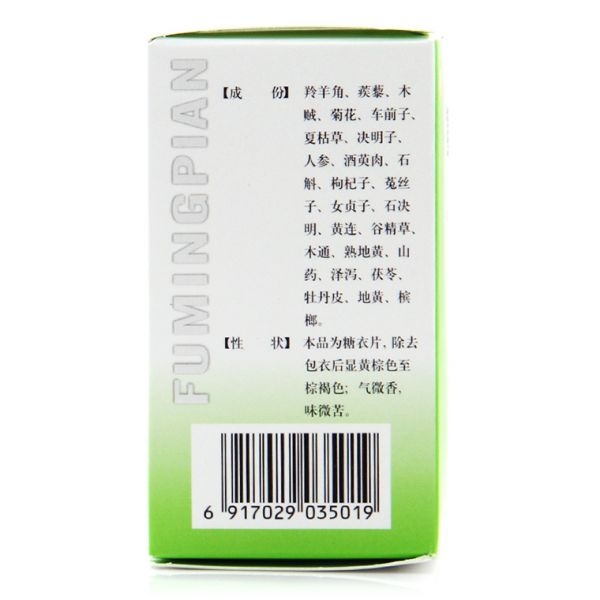 FUMINGPIAN
【成 份】 羚羊角、蒺藜、木
贼、菊花、车前子、
夏枯草、决明子、
人参、酒萸肉、石
斛、枸杞子、菟丝
子、女贞子、石决
明、黄连、谷精草、
木通、熟地黄、山
药、泽泻、茯苓、
牡丹皮、地黄、槟
榔。
【性 状】 本品为糖衣片,除去
包衣后显黄棕色至
棕褐色;气微香,
味微苦。
6 917029 035019